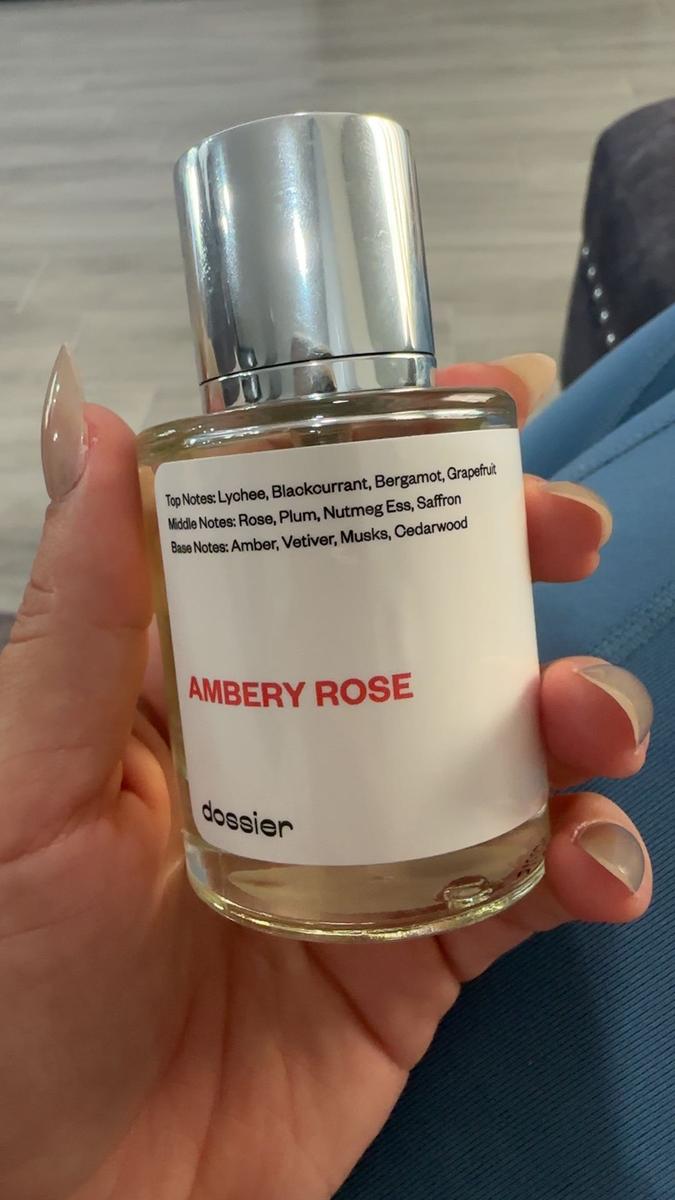 Top Notes: Lychee, Blackcurrant, Bergamot, Grapefruit
Middle Notes: Rose, Plum, Nutmeg Ess, Saffron
Base Notes: Amber, Vetiver, Musks, Cedarwood
AMBERY ROSE
dossier